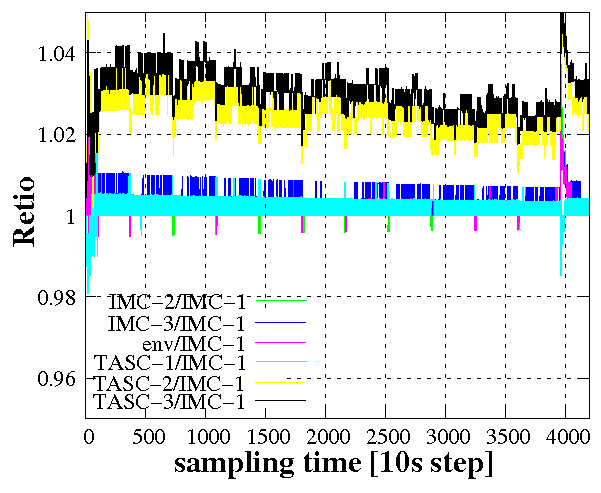 1.04
1.02
1
0.98
0.96
Retio
IMC−2/IMC−1
IMC−3/IMC−1
env/IMC−1
TASC−1/IMC−1
TASC−2/IMC−1
TASC−3/IMC−1
0 500 1000 1500 2000 2500 3000 3500 4000
sampling time [10s step]